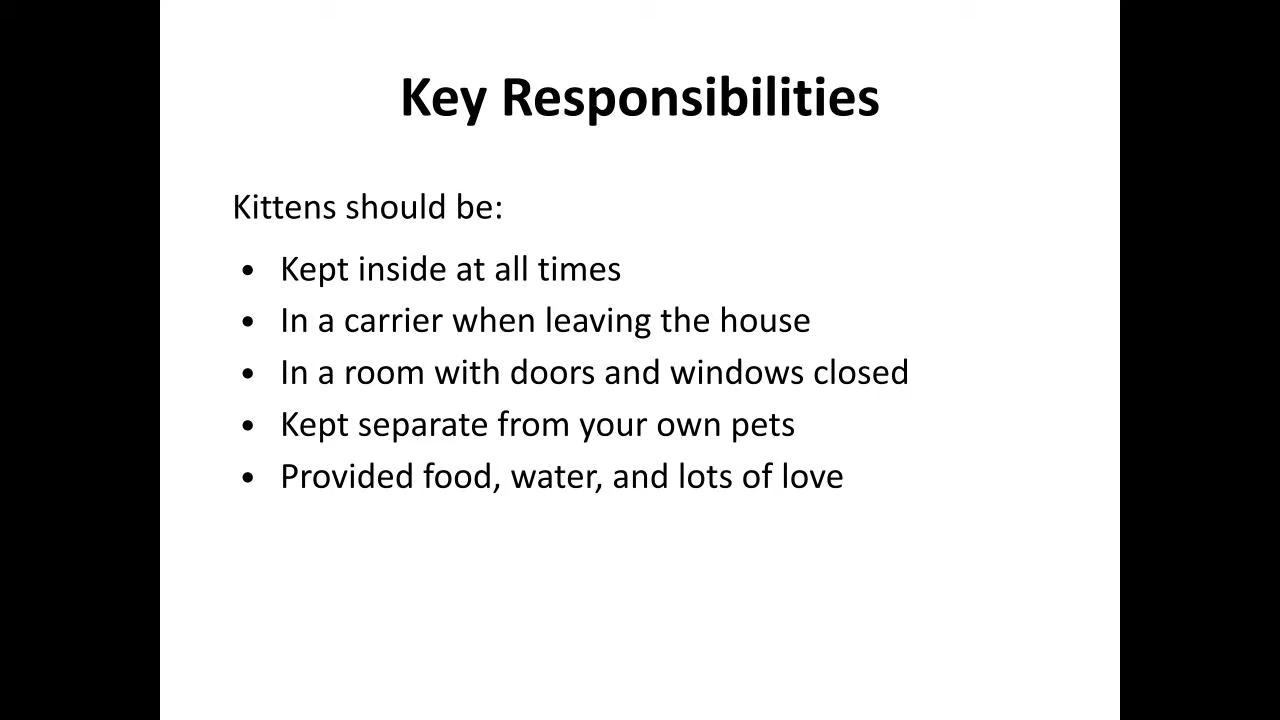 Key Responsibilities
Kittens should be:
• Kept inside at all times
• In a carrier when leaving the house
• In a room with doors and windows closed
• Kept separate from your own pets
• Provided food, water, and lots of love